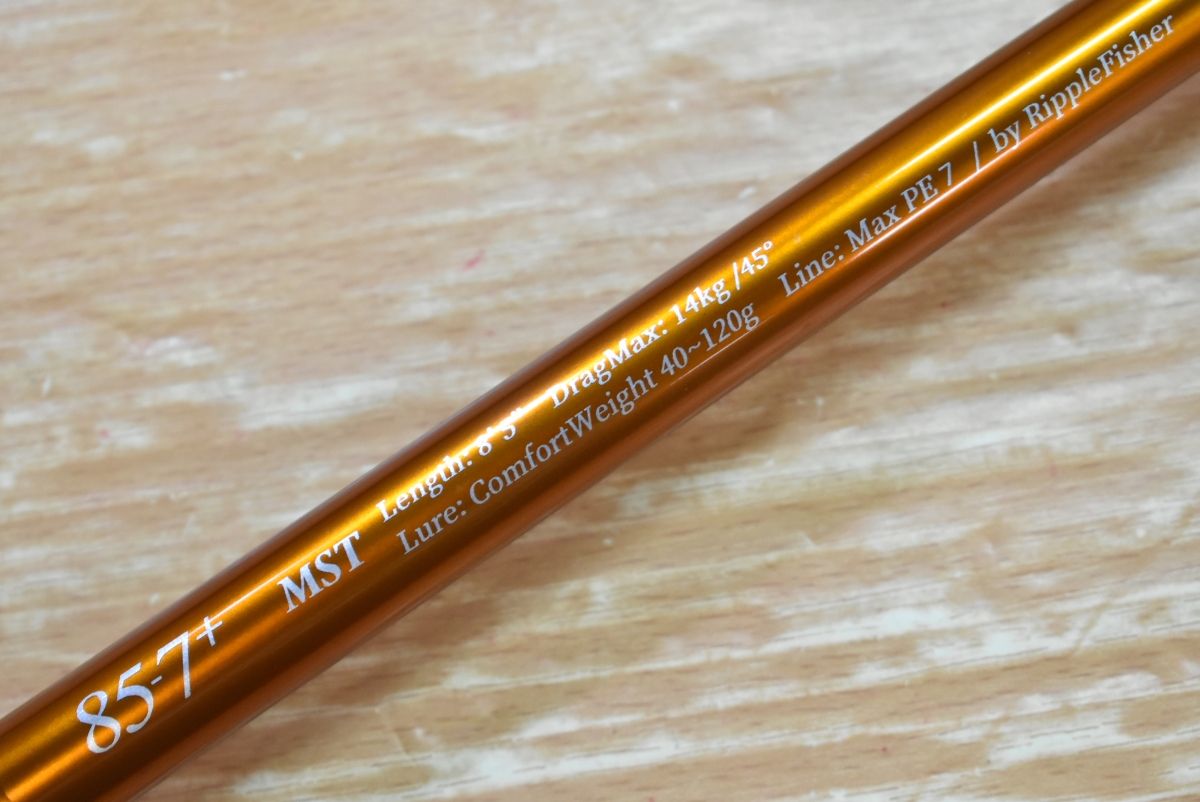 85-7+ MST
Length: 8'5" DragMax: 14kg /45°
Lure: ComfortWeight 40~120g Line: Max PE 7 / by RippleFisher